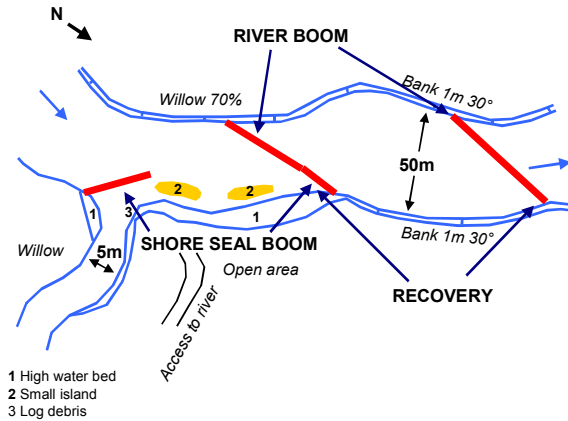 N
RIVER BOOM
Willow 70%
Bank 1m 30°
50m
2
2
1
3
1
SHORE SEAL BOOM
Willow
5m
Open area
Bank 1m 30°
RECOVERY
Access to river
1 High water bed
2 Small island
3 Log debris